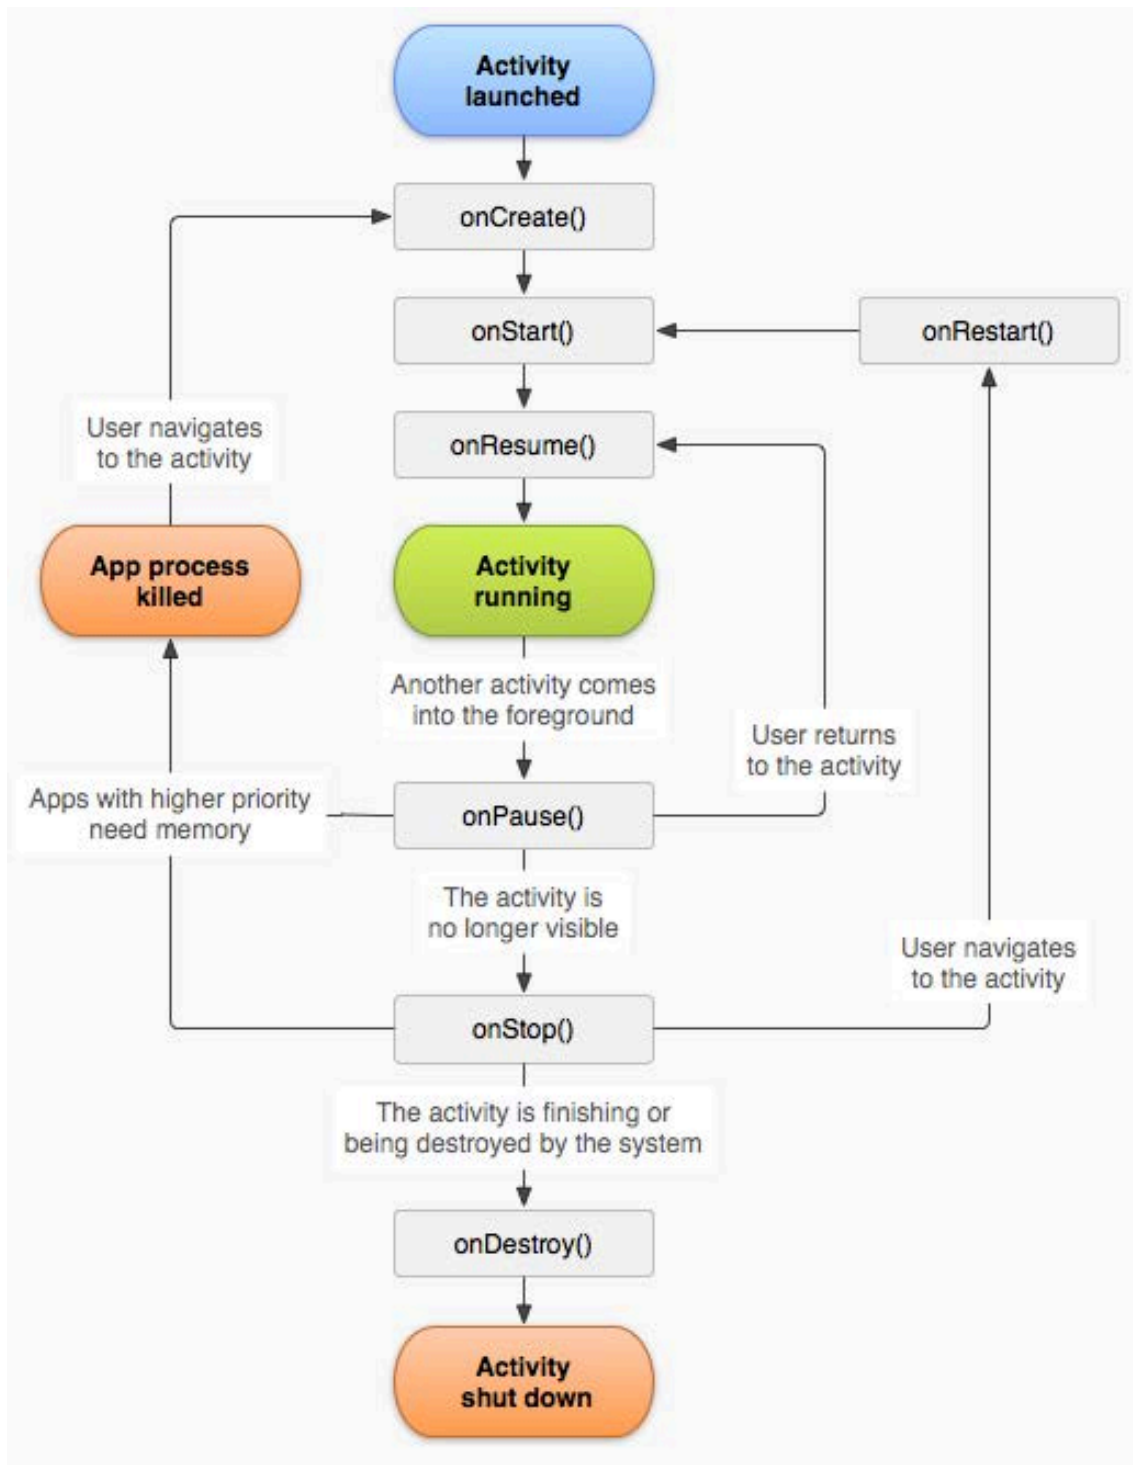 Activity
launched
onCreate()
onStart()
onRestart()
User navigates
to the activity
onResume()
App process
killed
Activity
running
Another activity comes
into the foreground
User returns
to the activity
Apps with higher priority
need memory
onPause()
The activity is
no longer visible
User navigates
to the activity
onStop()
The activity is finishing or
being destroyed by the system
onDestroy()
Activity
shut down